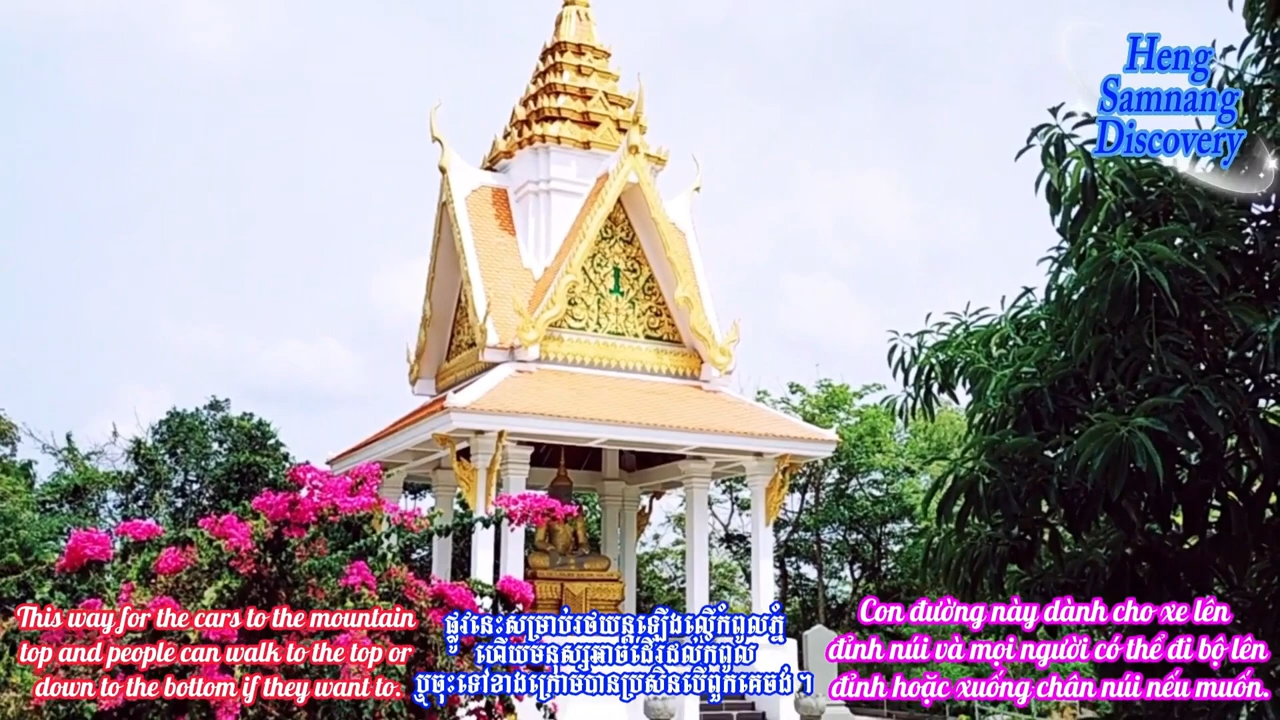 Heng
Samnang
Discovery
1
This way for the cars to the mountain
top and people can walk to the top or
down to the bottom if they want to.
ផ្លូវនេះសម្រាប់រថយន្តឡើងលើកំពូលភ្នំ
ហើយមនុស្សអាចដើរដល់កំពូល
ឬចុះទៅខាងក្រោមបានប្រសិនបើពួកគេចង់។
Con đường này dành cho xe lên
đỉnh núi và mọi người có thể đi bộ lên
đỉnh hoặc xuống chân núi nếu muốn.